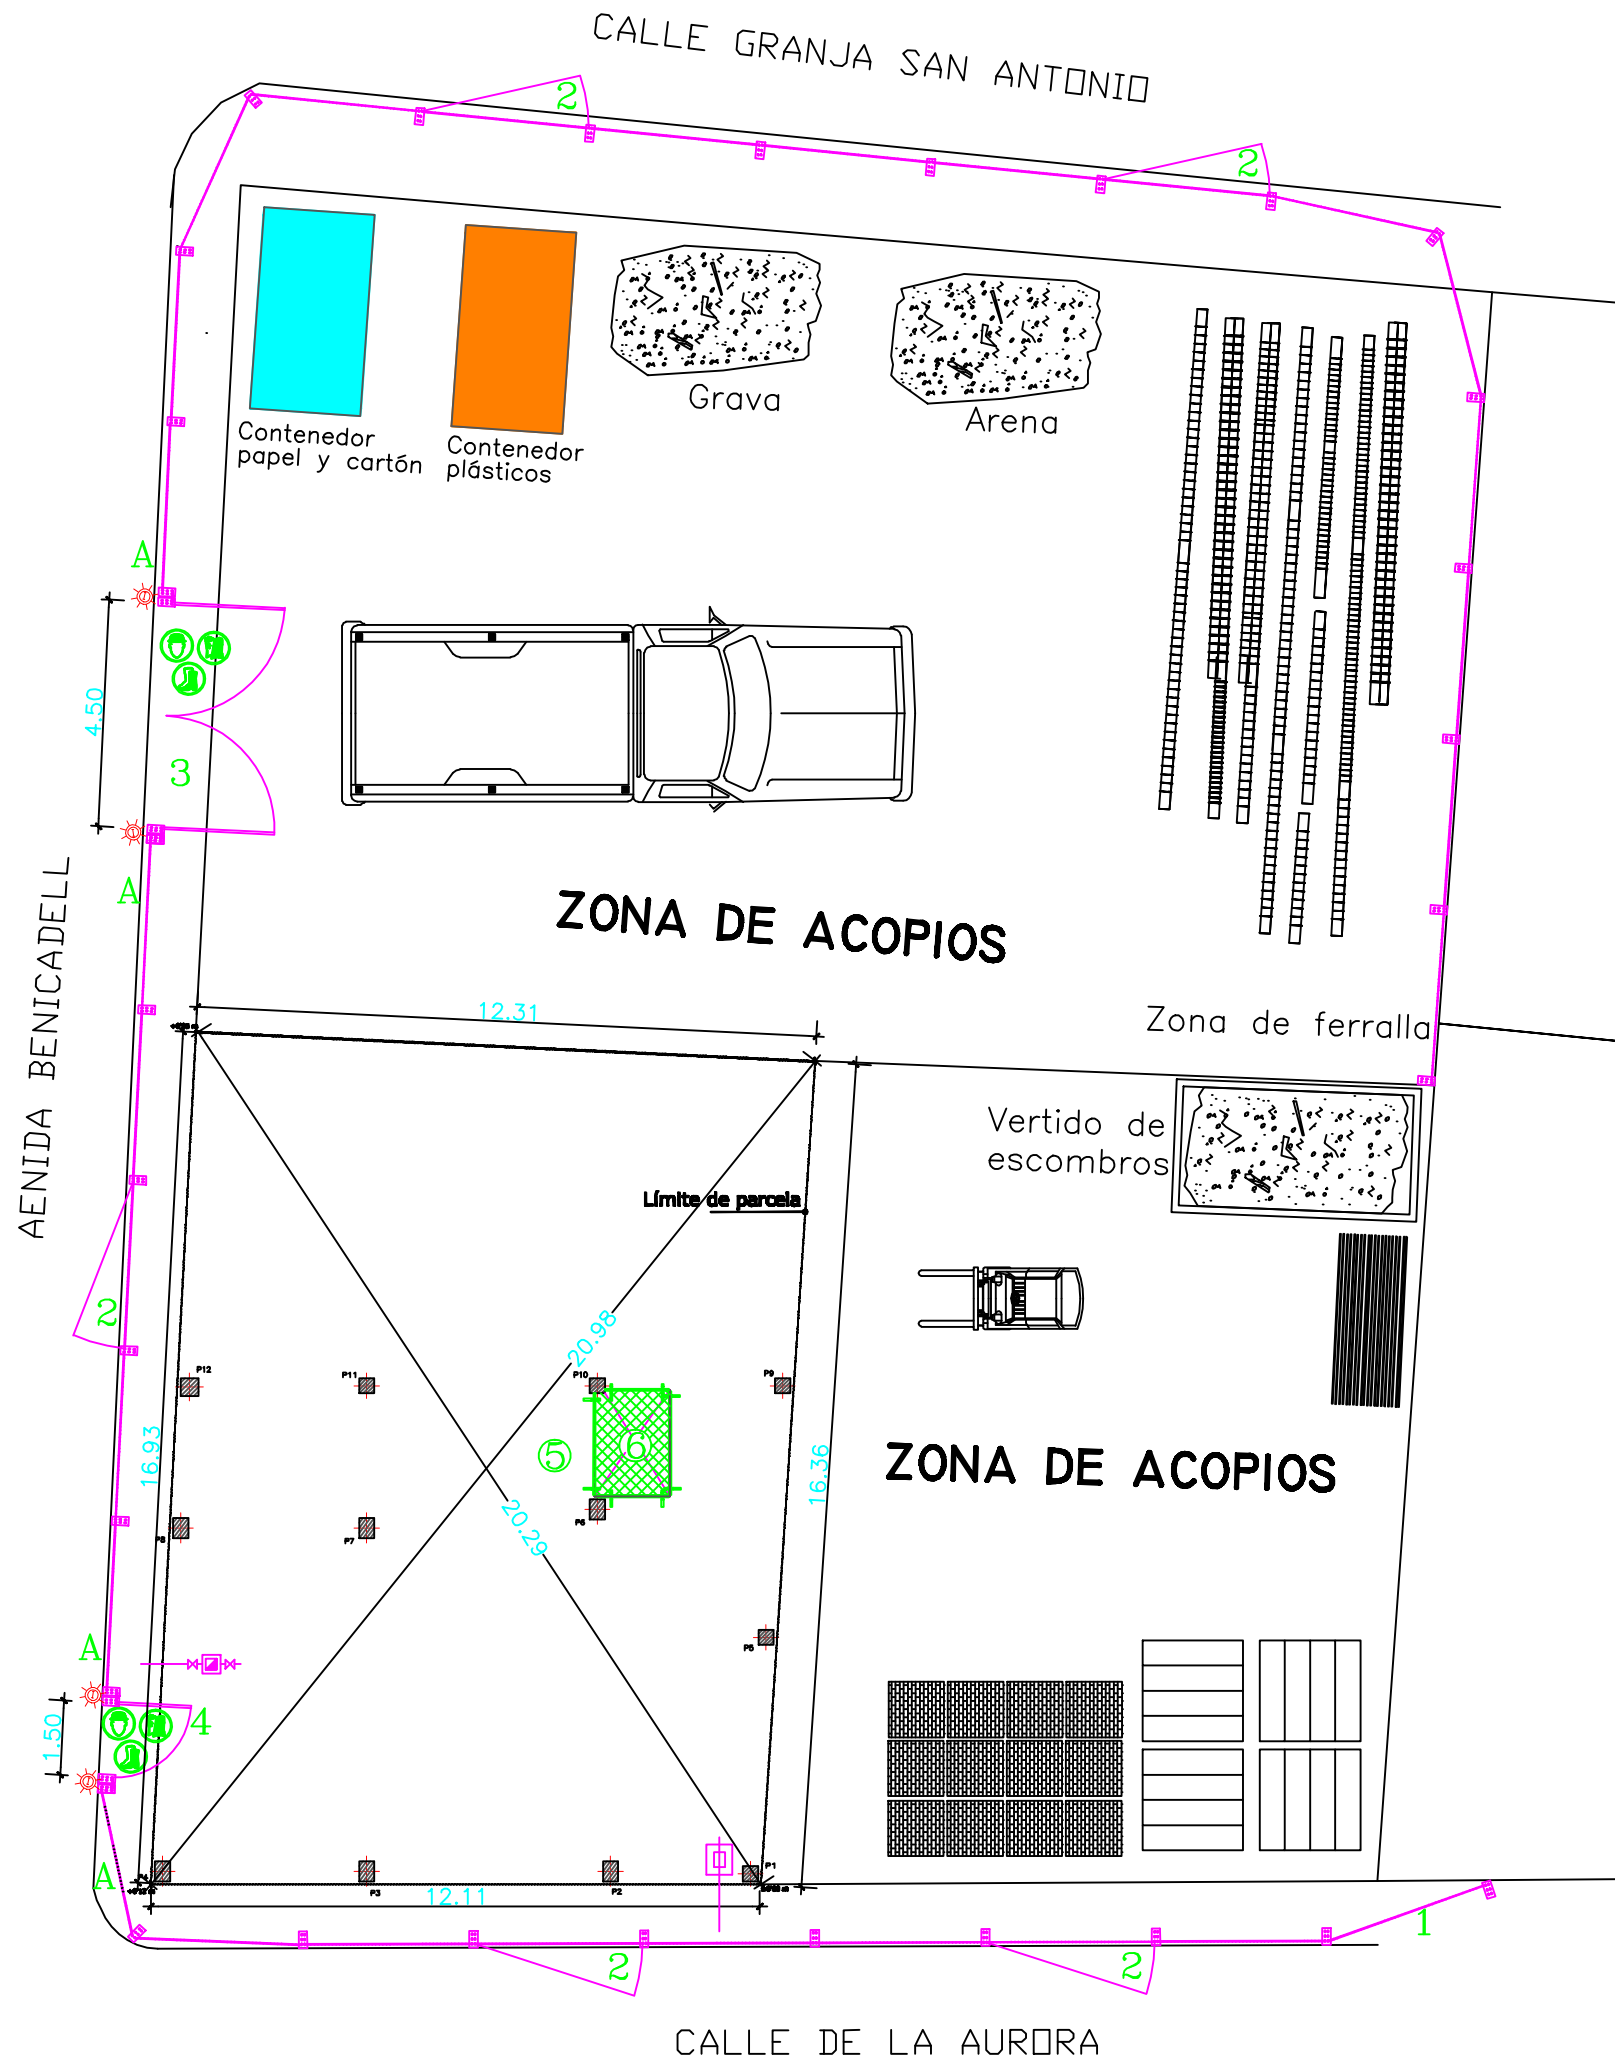 CALLE GRANJA SAN ANTONIO
2
2
Contenedor
papel y cartón
Contenedor
plásticos
Grava
Arena
A
4.50
3
A
ZONA DE ACOPIOS
AENIDA BENICADELL
12.31
Zona de ferralla
Vertido de
escombros
Límite de parcela
2
20.98
P12
P11
P10
P9
16.93
5
6
16.36
ZONA DE ACOPIOS
20.29
P8
P7
P6
P5
A
4
1.50
A
P4
P3
P2
P1
12.11
1
2
2
CALLE DE LA AURORA